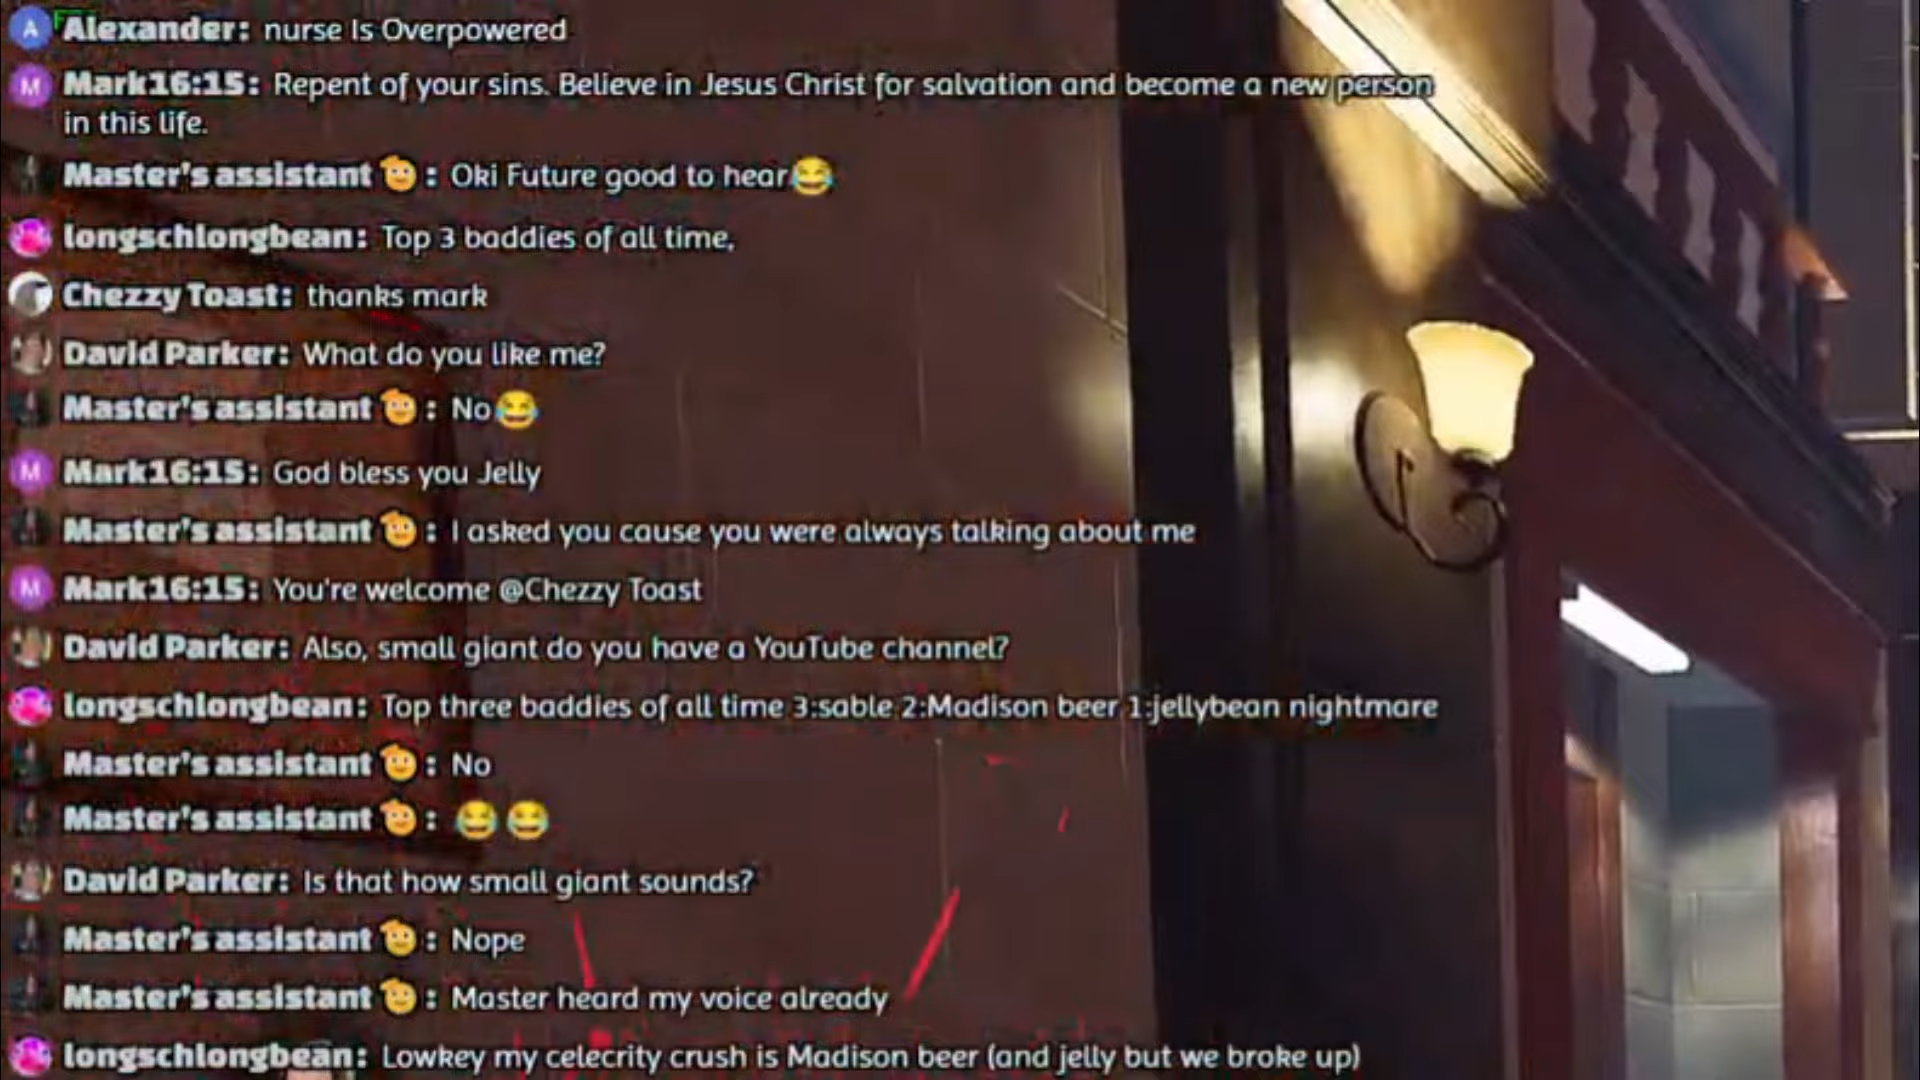 Alexander: nurse Is Overpowered
Mark16:15: Repent of your sins. Believe in Jesus Christ for salvation and become a new person
in this life.
Master's assistant 🫡 : Oki Future good to hear😂
longschlongbean: Top 3 baddies of all time,
Chezzy Toast: thanks mark
David Parker: What do you like me?
Master's assistant 🫡 : No😂
Mark16:15: God bless you Jelly
Master's assistant 🫡 : I asked you cause you were always talking about me
Mark16:15: You're welcome @Chezzy Toast
David Parker: Also, small giant do you have a YouTube channel?
longschlongbean: Top three baddies of all time 3:sable 2:Madison beer 1:jellybean nightmare
Master's assistant 🫡 : No
Master's assistant 🫡 : 😂 😂
David Parker: Is that how small giant sounds?
Master's assistant 🫡 : Nope
Master's assistant 🫡 : Master heard my voice already
longschlongbean: Lowkey my celecrity crush is Madison beer (and jelly but we broke up)